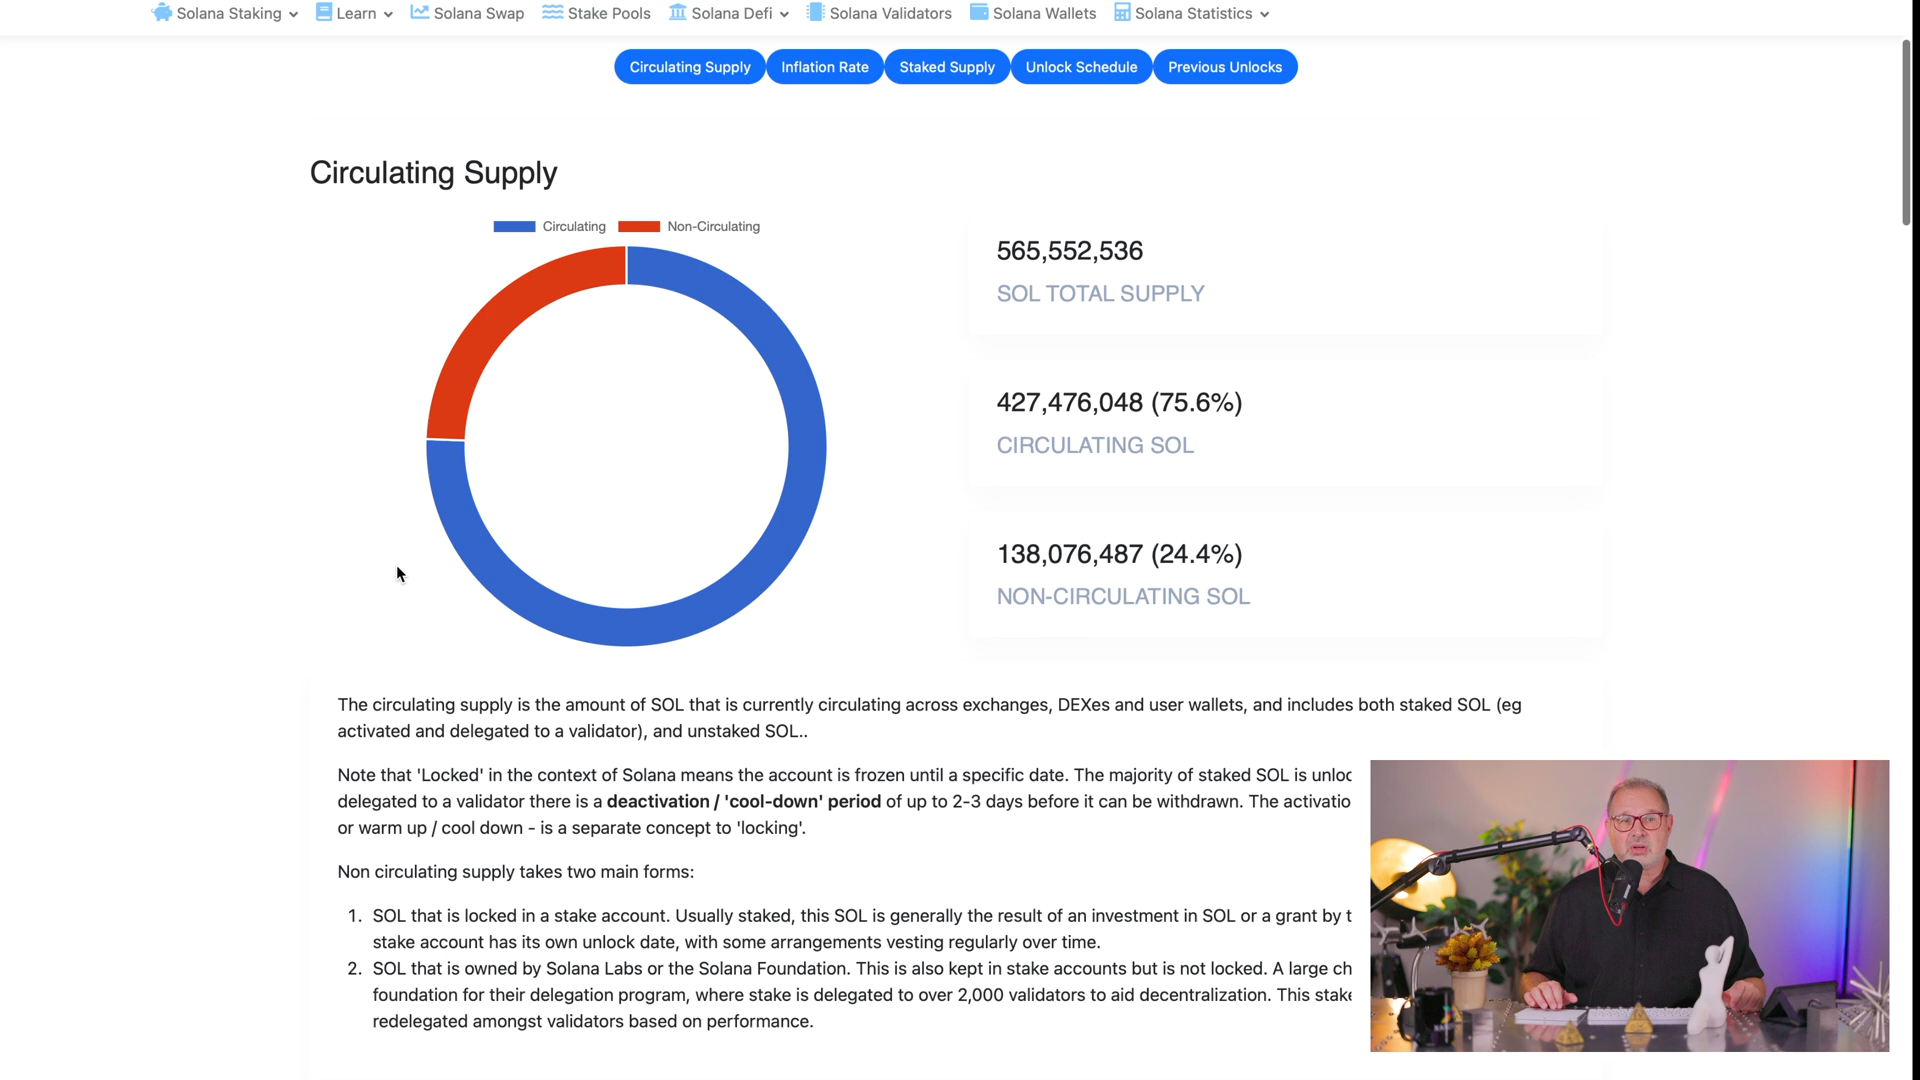 Solana Staking Learn Solana Swap Stake Pools Solana Defi Solana Validators Solana Wallets Solana Statistics
Circulating Supply Inflation Rate Staked Supply Unlock Schedule Previous Unlocks
Circulating Supply
Circulating Non-Circulating
565,552,536
SOL TOTAL SUPPLY
427,476,048 (75.6%)
CIRCULATING SOL
138,076,487 (24.4%)
NON-CIRCULATING SOL
The circulating supply is the amount of SOL that is currently circulating across exchanges, DEXes and user wallets, and includes both staked SOL (eg
activated and delegated to a validator), and unstaked SOL..
Note that 'Locked' in the context of Solana means the account is frozen until a specific date. The majority of staked SOL is unloc
delegated to a validator there is a deactivation / 'cool-down' period of up to 2-3 days before it can be withdrawn. The activatio
or warm up / cool down - is a separate concept to 'locking'.
Non circulating supply takes two main forms:
1. SOL that is locked in a stake account. Usually staked, this SOL is generally the result of an investment in SOL or a grant by t
stake account has its own unlock date, with some arrangements vesting regularly over time.
2. SOL that is owned by Solana Labs or the Solana Foundation. This is also kept in stake accounts but is not locked. A large ch
foundation for their delegation program, where stake is delegated to over 2,000 validators to aid decentralization. This stake
redelegated amongst validators based on performance.